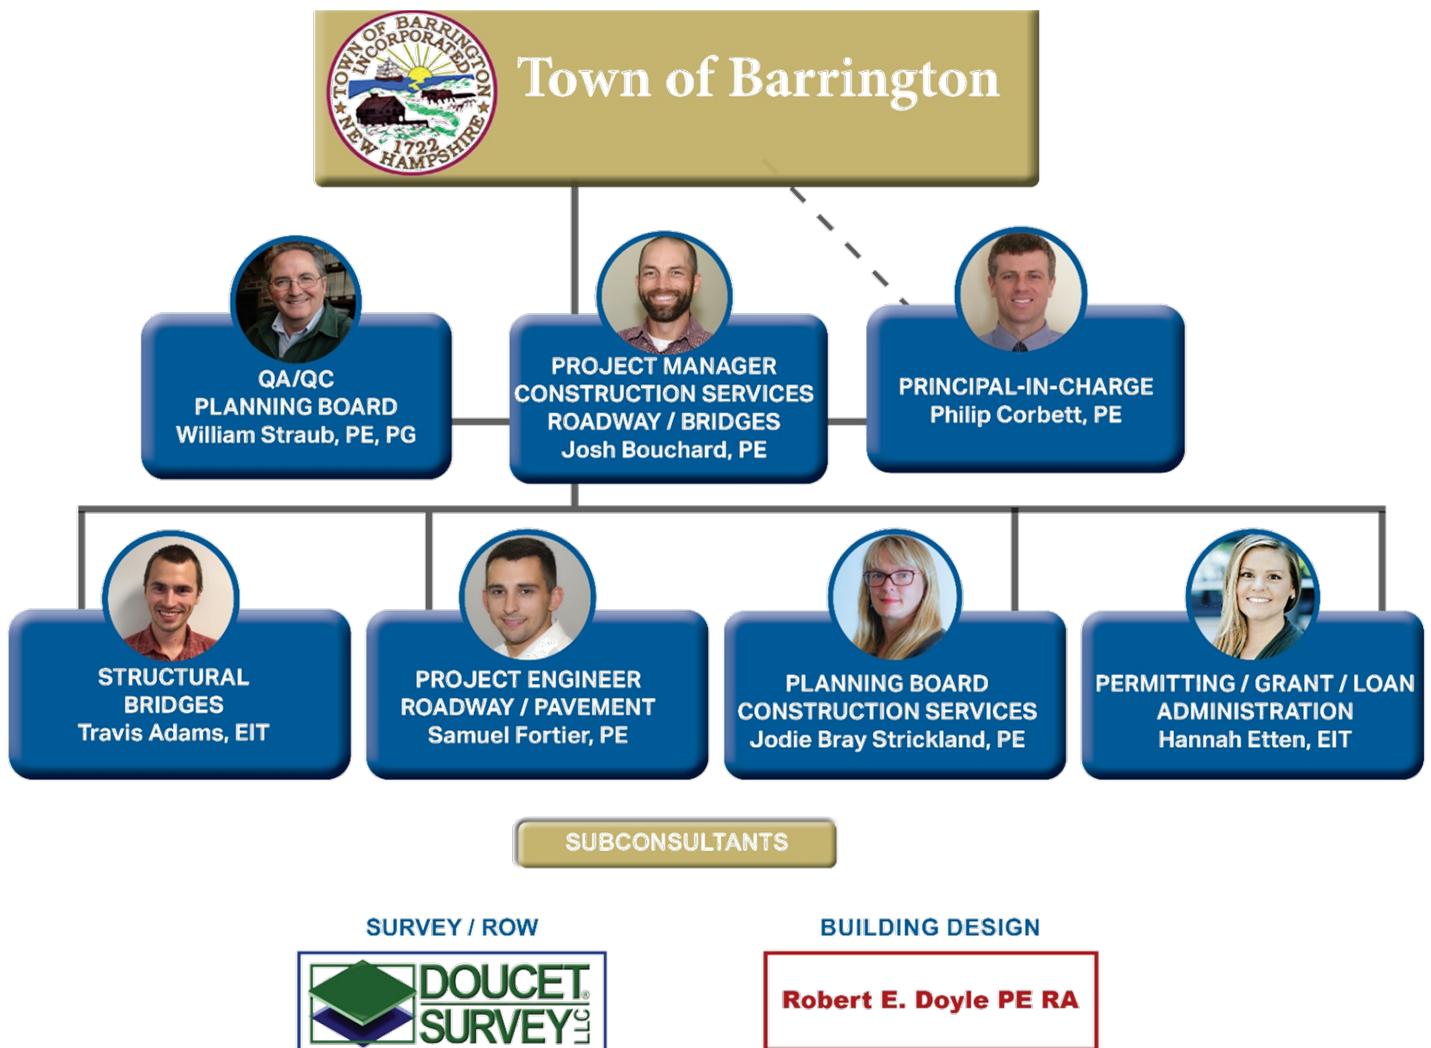 TOWN OF BARRINGTON
INCORPORATED
1722
NEW HAMPSHIRE
Town of Barrington
QA/QC
PLANNING BOARD
William Straub, PE, PG
PROJECT MANAGER
CONSTRUCTION SERVICES
ROADWAY / BRIDGES
Josh Bouchard, PE
PRINCIPAL-IN-CHARGE
Philip Corbett, PE
STRUCTURAL
BRIDGES
Travis Adams, EIT
PROJECT ENGINEER
ROADWAY / PAVEMENT
Samuel Fortier, PE
PLANNING BOARD
CONSTRUCTION SERVICES
Jodie Bray Strickland, PE
PERMITTING / GRANT / LOAN
ADMINISTRATION
Hannah Etten, EIT
SUBCONSULTANTS
SURVEY / ROW
DOUCET®
SURVEY LLC
BUILDING DESIGN
Robert E. Doyle PE RA